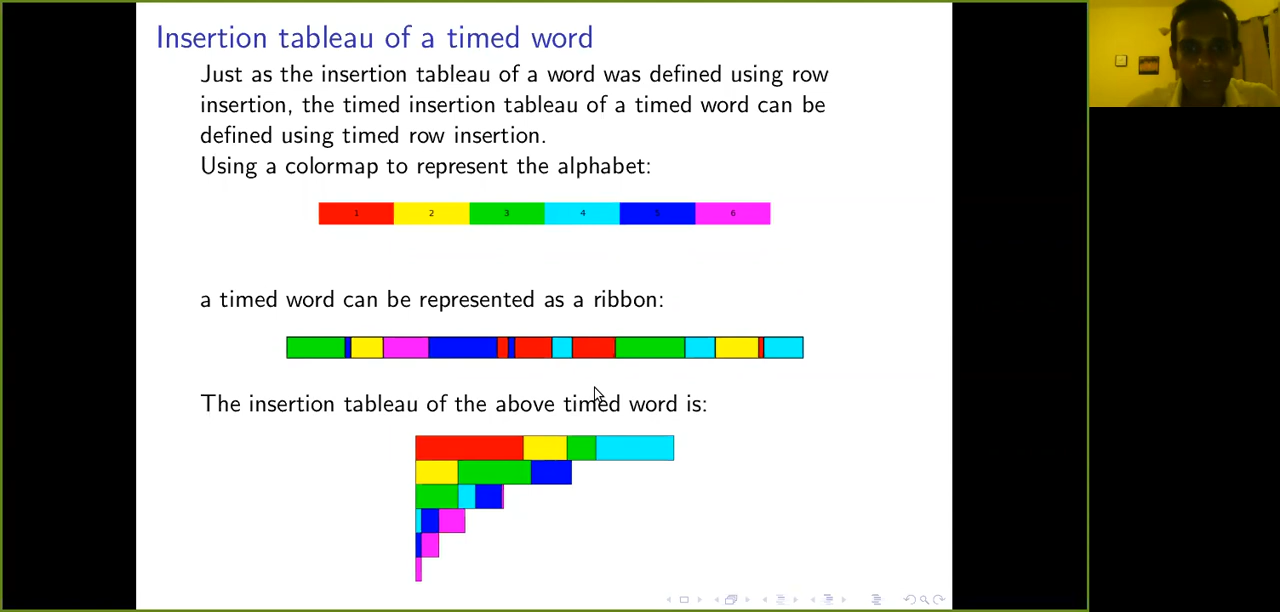 Insertion tableau of a timed word
Just as the insertion tableau of a word was defined using row
insertion, the timed insertion tableau of a timed word can be
defined using timed row insertion.
Using a colormap to represent the alphabet:
1 2 3 4 5 6
a timed word can be represented as a ribbon:
The insertion tableau of the above timed word is: